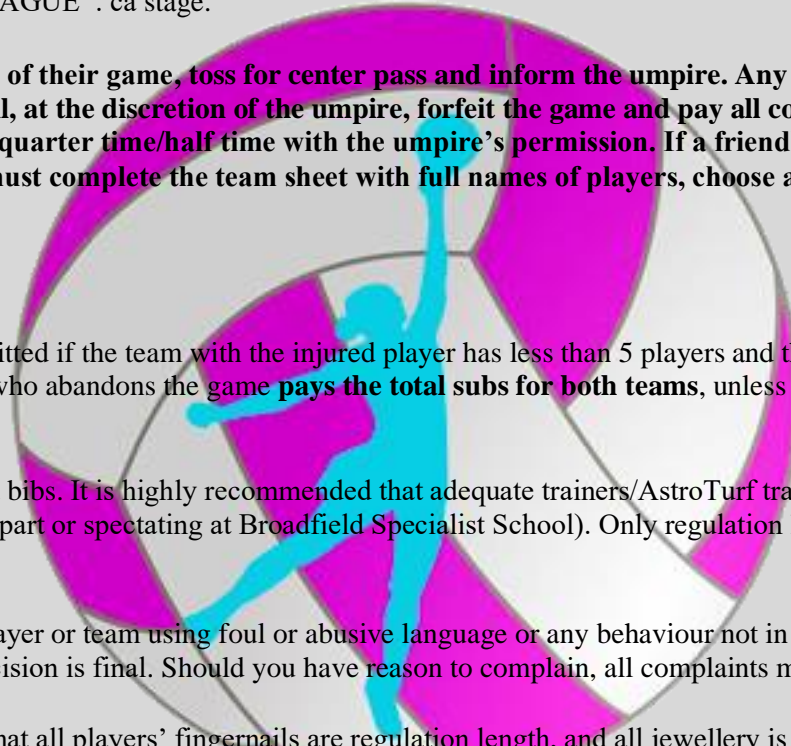 AGUE”. ca stage.
of their game, toss for center pass and inform the umpire. Any
l, at the discretion of the umpire, forfeit the game and pay all co
quarter time/half time with the umpire’s permission. If a friend
must complete the team sheet with full names of players, choose a
itted if the team with the injured player has less than 5 players and t
who abandons the game pays the total subs for both teams, unless
bibs. It is highly recommended that adequate trainers/AstroTurf tra
part or spectating at Broadfield Specialist School). Only regulation
ayer or team using foul or abusive language or any behaviour not in
cision is final. Should you have reason to complain, all complaints m
hat all players’ fingernails are regulation length, and all jewellery is